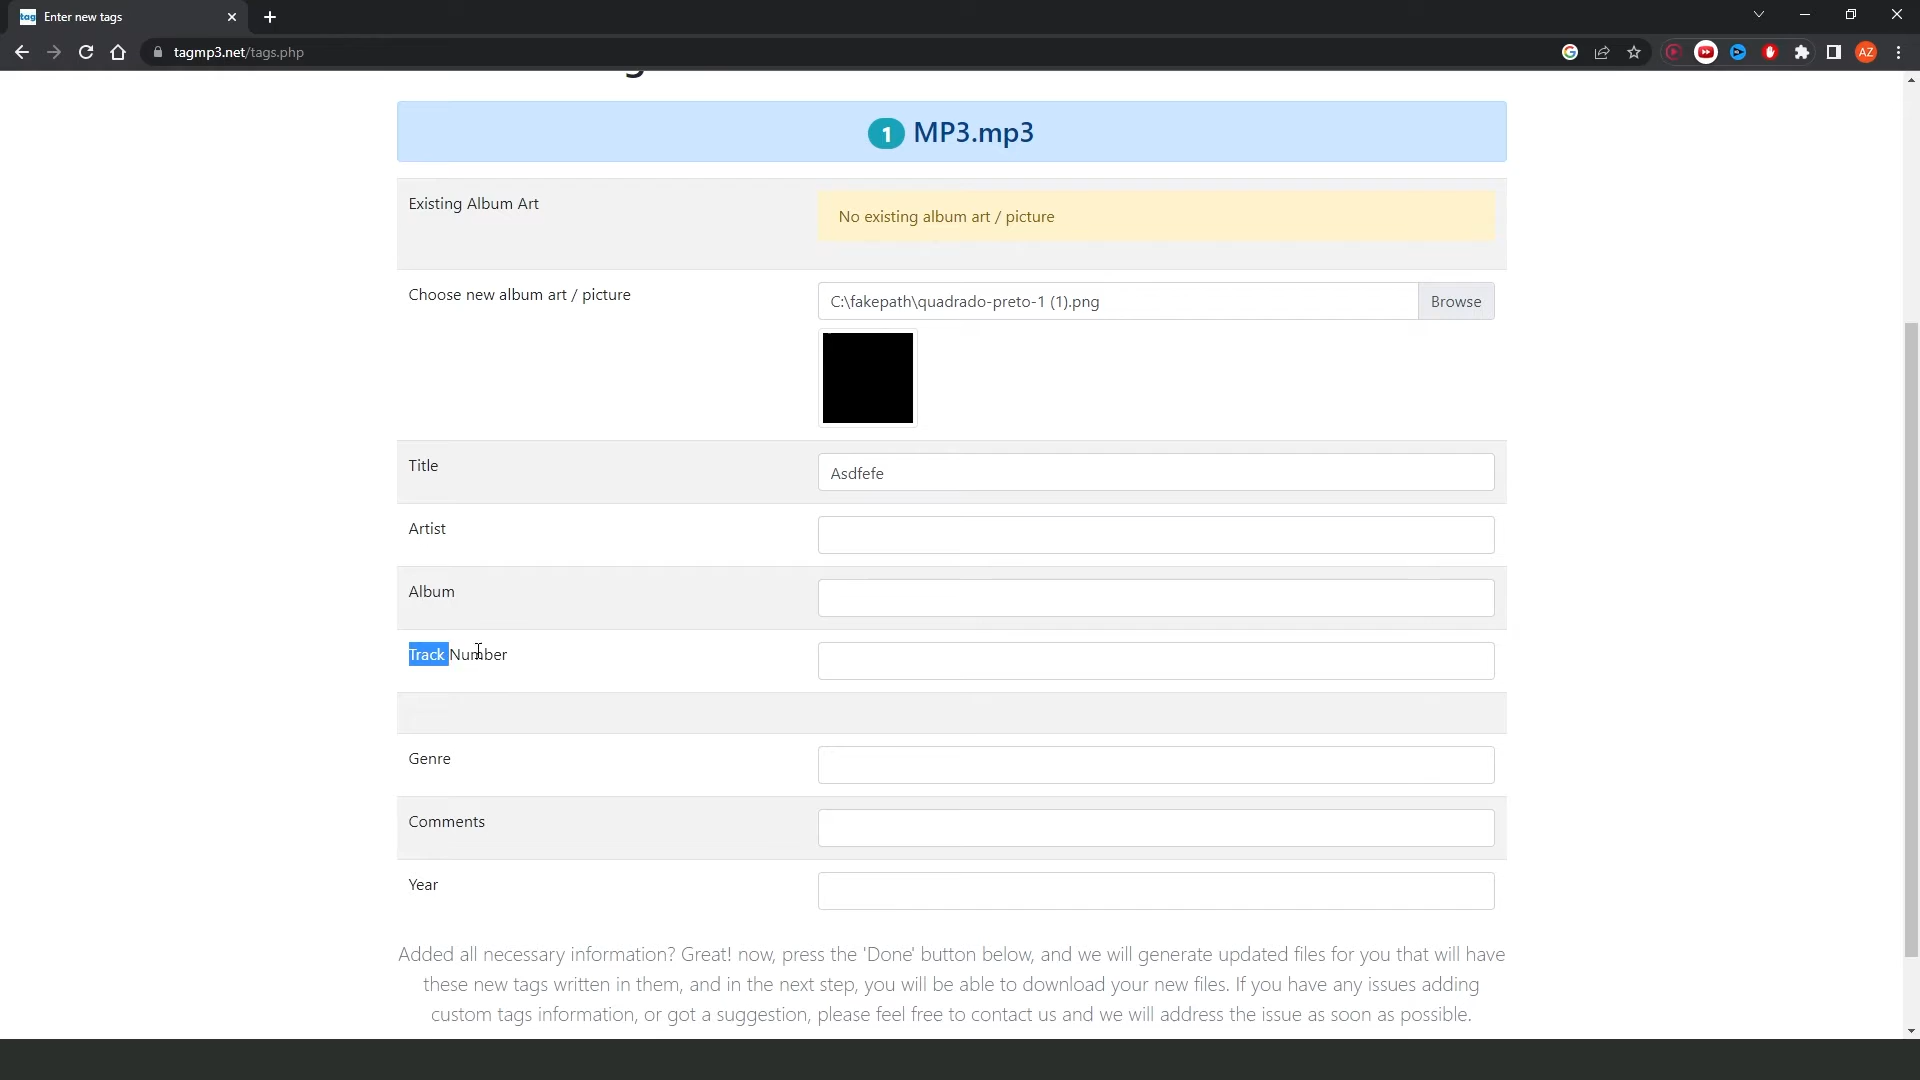 tag Enter new tags
tagmp3.net/tags.php
AZ
1 MP3.mp3
Existing Album Art
No existing album art / picture
Choose new album art / picture
C:\fakepath\quadrado-preto-1 (1).png
Browse
Title
Asdfefe
Artist
Album
Track Number
Genre
Comments
Year
Added all necessary information? Great! now, press the 'Done' button below, and we will generate updated files for you that will have
these new tags written in them, and in the next step, you will be able to download your new files. If you have any issues adding
custom tags information, or got a suggestion, please feel free to contact us and we will address the issue as soon as possible.